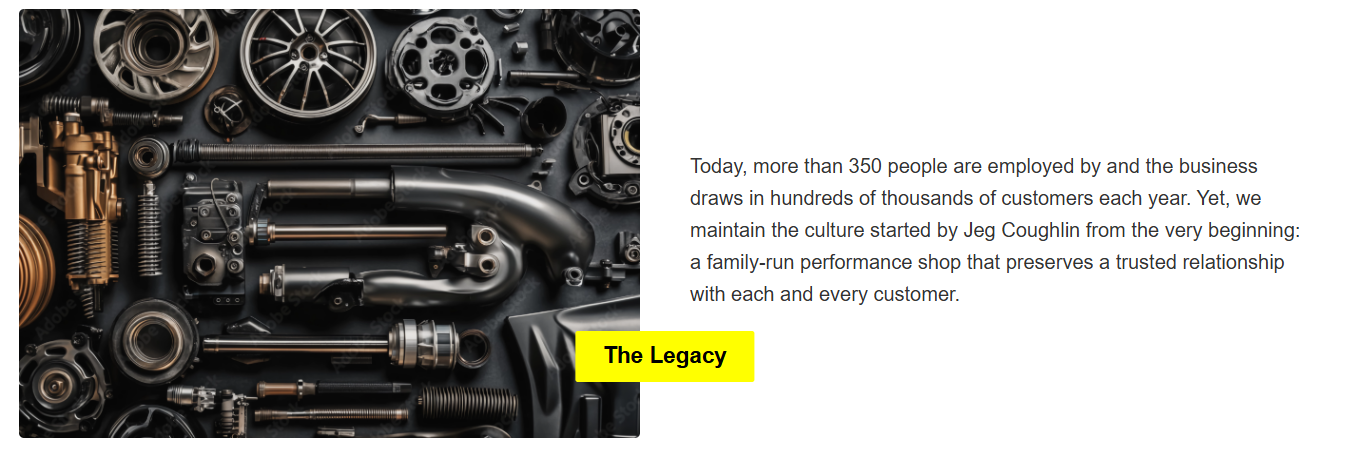 Today, more than 350 people are employed by and the business
draws in hundreds of thousands of customers each year. Yet, we
maintain the culture started by Jeg Coughlin from the very beginning:
a family-run performance shop that preserves a trusted relationship
with each and every customer.
The Legacy